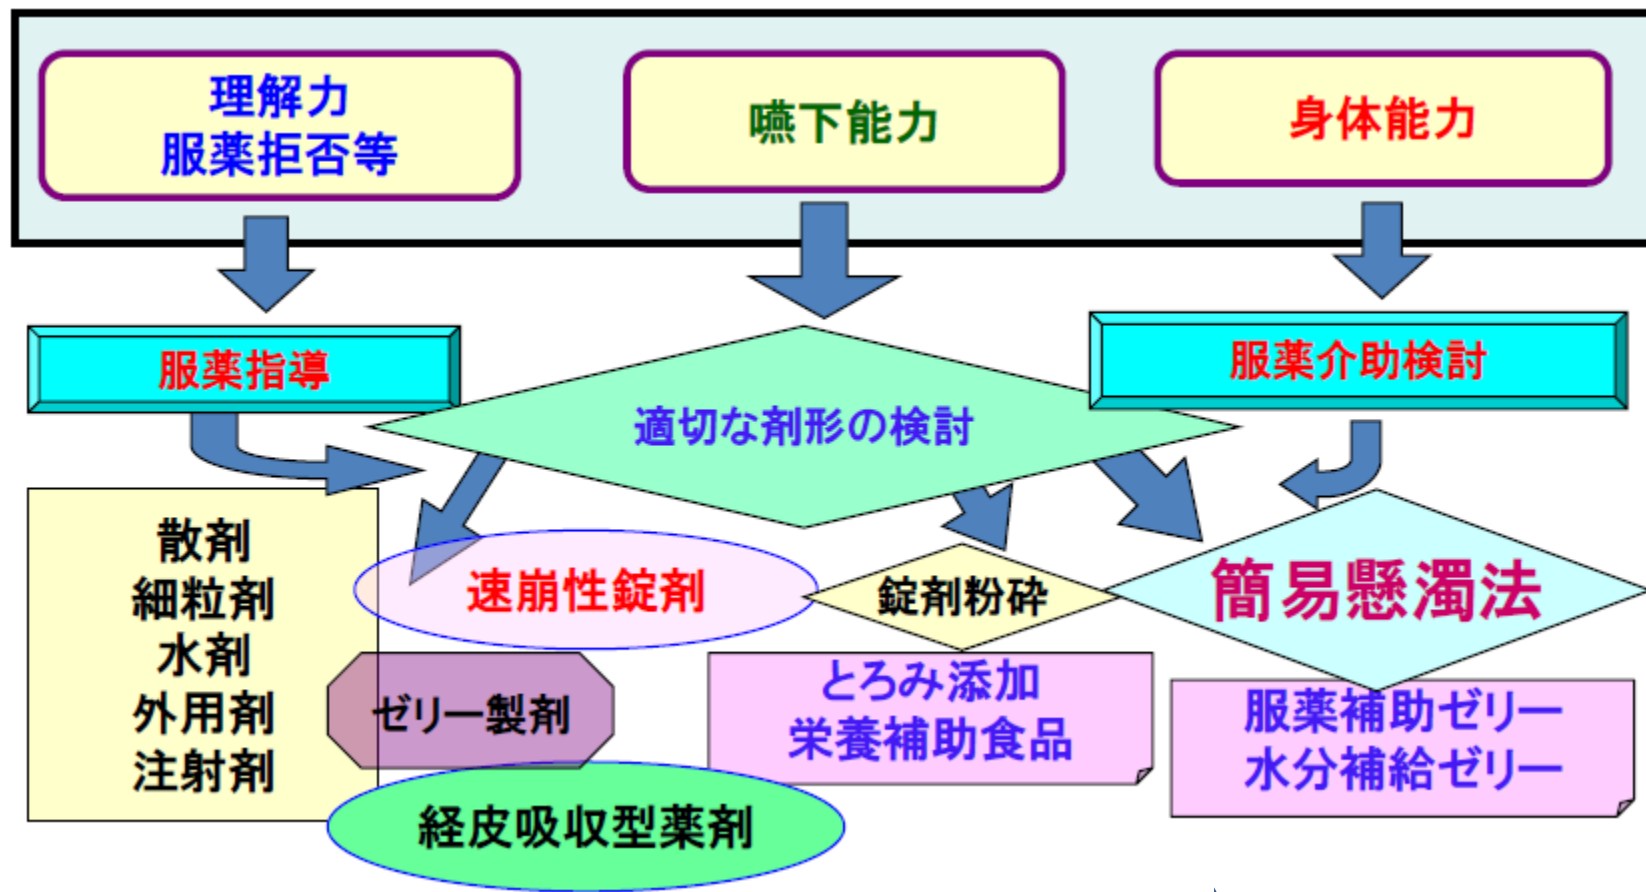 理解力
服薬拒否等
嚥下能力
身体能力
服薬指導
適切な剤形の検討
服薬介助検討
散剤
細粒剤
水剤
外用剤
注射剤
速崩性錠剤
ゼリー製剤
経皮吸収型薬剤
錠剤粉砕
とろみ添加
栄養補助食品
簡易懸濁法
服薬補助ゼリー
水分補給ゼリー